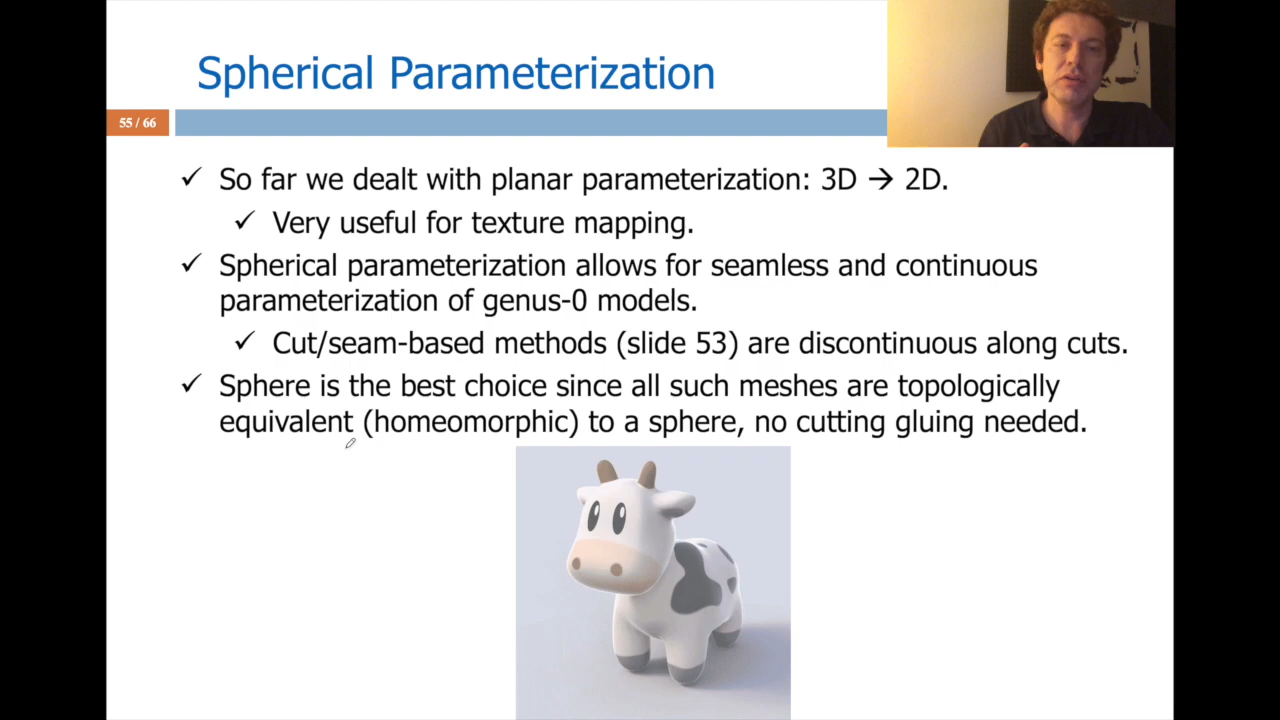 Spherical Parameterization
55 / 66
✓ So far we dealt with planar parameterization: 3D → 2D.
✓ Very useful for texture mapping.
✓ Spherical parameterization allows for seamless and continuous
parameterization of genus-0 models.
✓ Cut/seam-based methods (slide 53) are discontinuous along cuts.
✓ Sphere is the best choice since all such meshes are topologically
equivalent (homeomorphic) to a sphere, no cutting gluing needed.